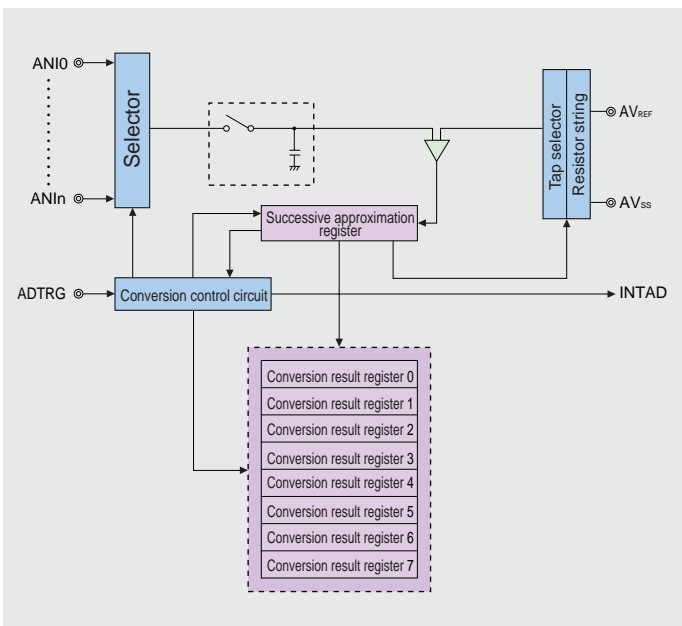 ANI0
Selector
ANIn
Tap selector
Resistor string
AVREF
AVSS
Successive approximation
register
ADTRG
Conversion control circuit
INTAD
Conversion result register 0
Conversion result register 1
Conversion result register 2
Conversion result register 3
Conversion result register 4
Conversion result register 5
Conversion result register 6
Conversion result register 7